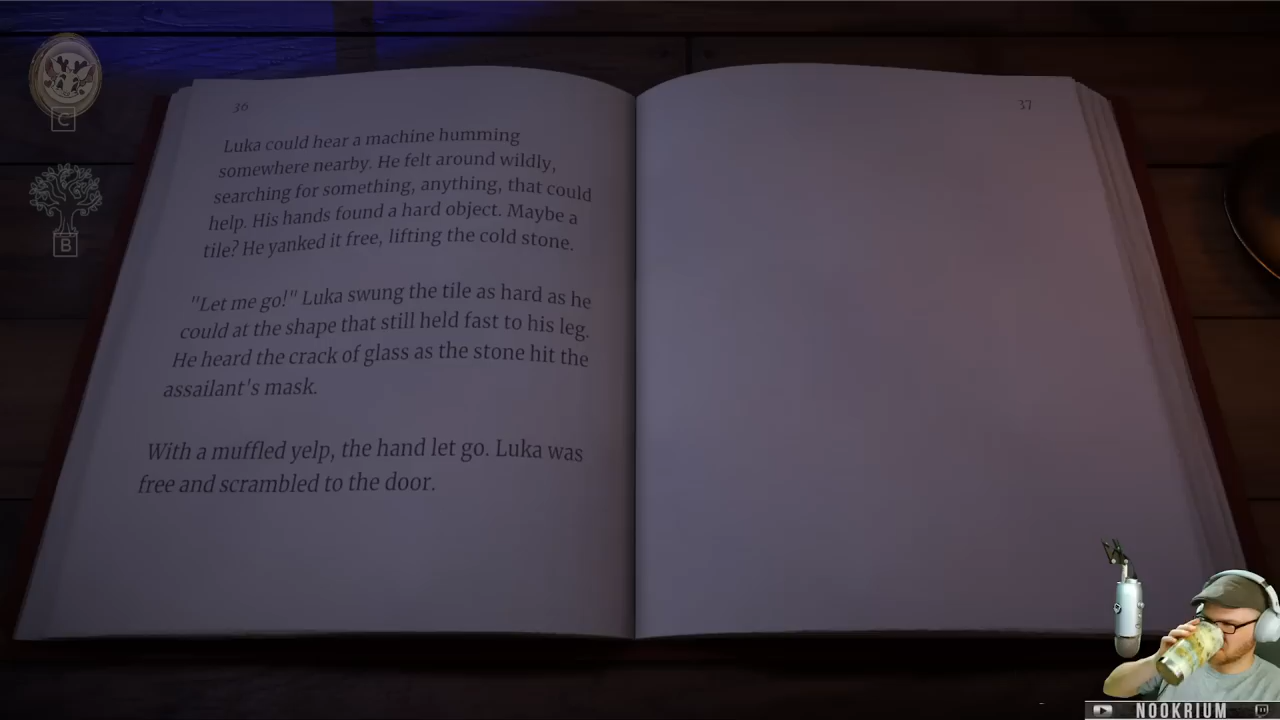 36
37
C
B
Luka could hear a machine humming
somewhere nearby. He felt around wildly,
searching for something, anything, that could
help. His hands found a hard object. Maybe a
tile? He yanked it free, lifting the cold stone.
"Let me go!" Luka swung the tile as hard as he
could at the shape that still held fast to his leg.
He heard the crack of glass as the stone hit the
assailant's mask.
With a muffled yelp, the hand let go. Luka was
free and scrambled to the door.
NOOKRIUM